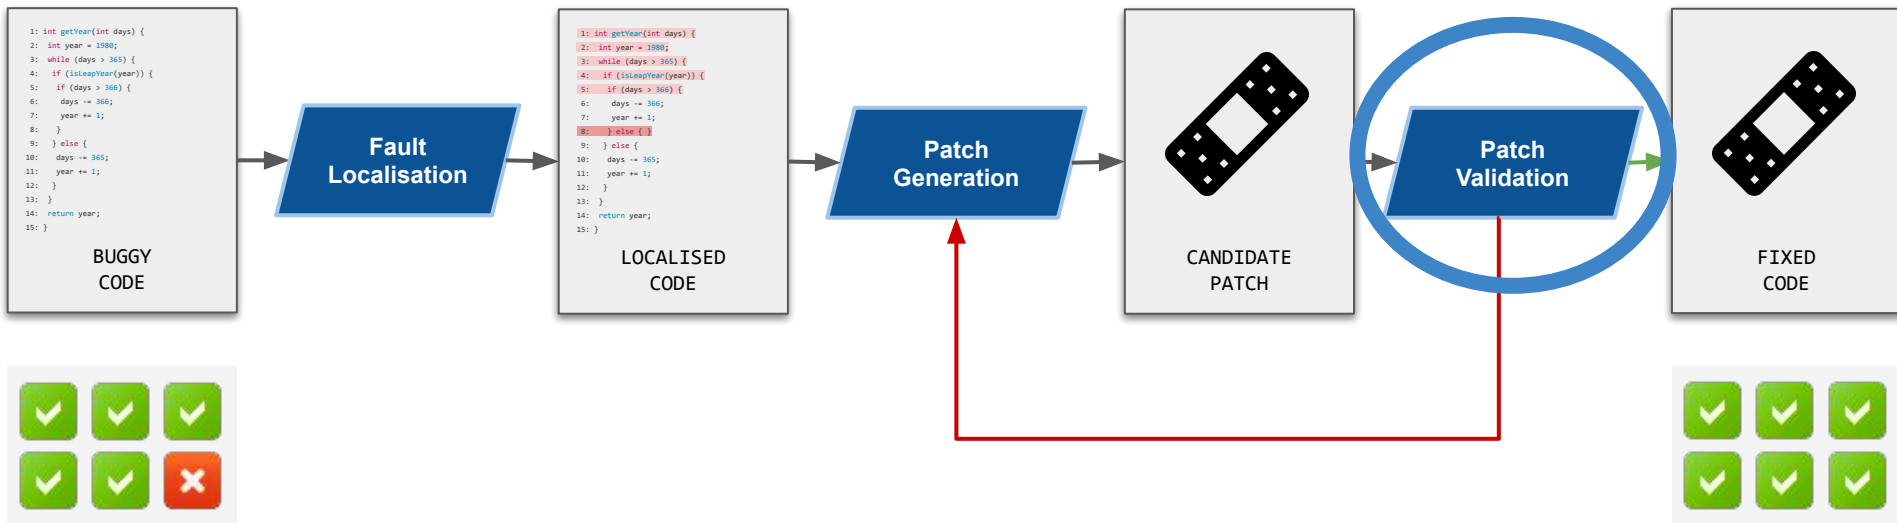 1: int getYear(int days) {
2: int year = 1980;
3: while (days > 365) {
4: if (isLeapYear(year)) {
5: if (days > 366) {
6: days -= 366;
7: year += 1;
8: }
9: } else {
10: days -= 365;
11: year += 1;
12: }
13: }
14: return year;
15: }
BUGGY
CODE
Fault
Localisation
1: int getYear(int days) {
2: int year = 1980;
3: while (days > 365) {
4: if (isLeapYear(year)) {
5: if (days > 366) {
6: days -= 366;
7: year += 1;
8: } else { }
9: } else {
10: days -= 365;
11: year += 1;
12: }
13: }
14: return year;
15: }
LOCALISED
CODE
Patch
Generation
CANDIDATE
PATCH
Patch
Validation
FIXED
CODE